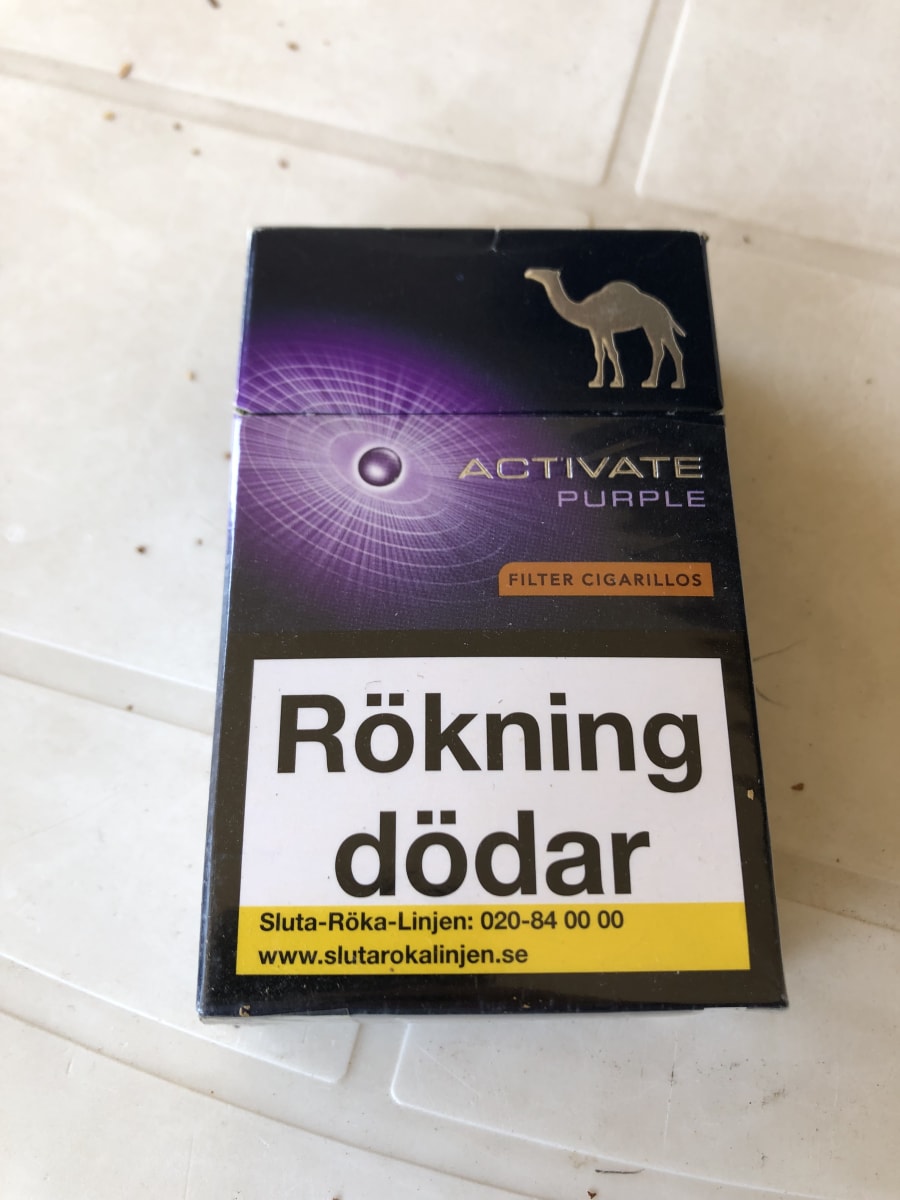 ACTIVATE
PURPLE
FILTER CIGARILLOS
Rökning
dödar
Sluta-Röka-Linjen: 020-84 00 00
www.slutarokalinjen.se